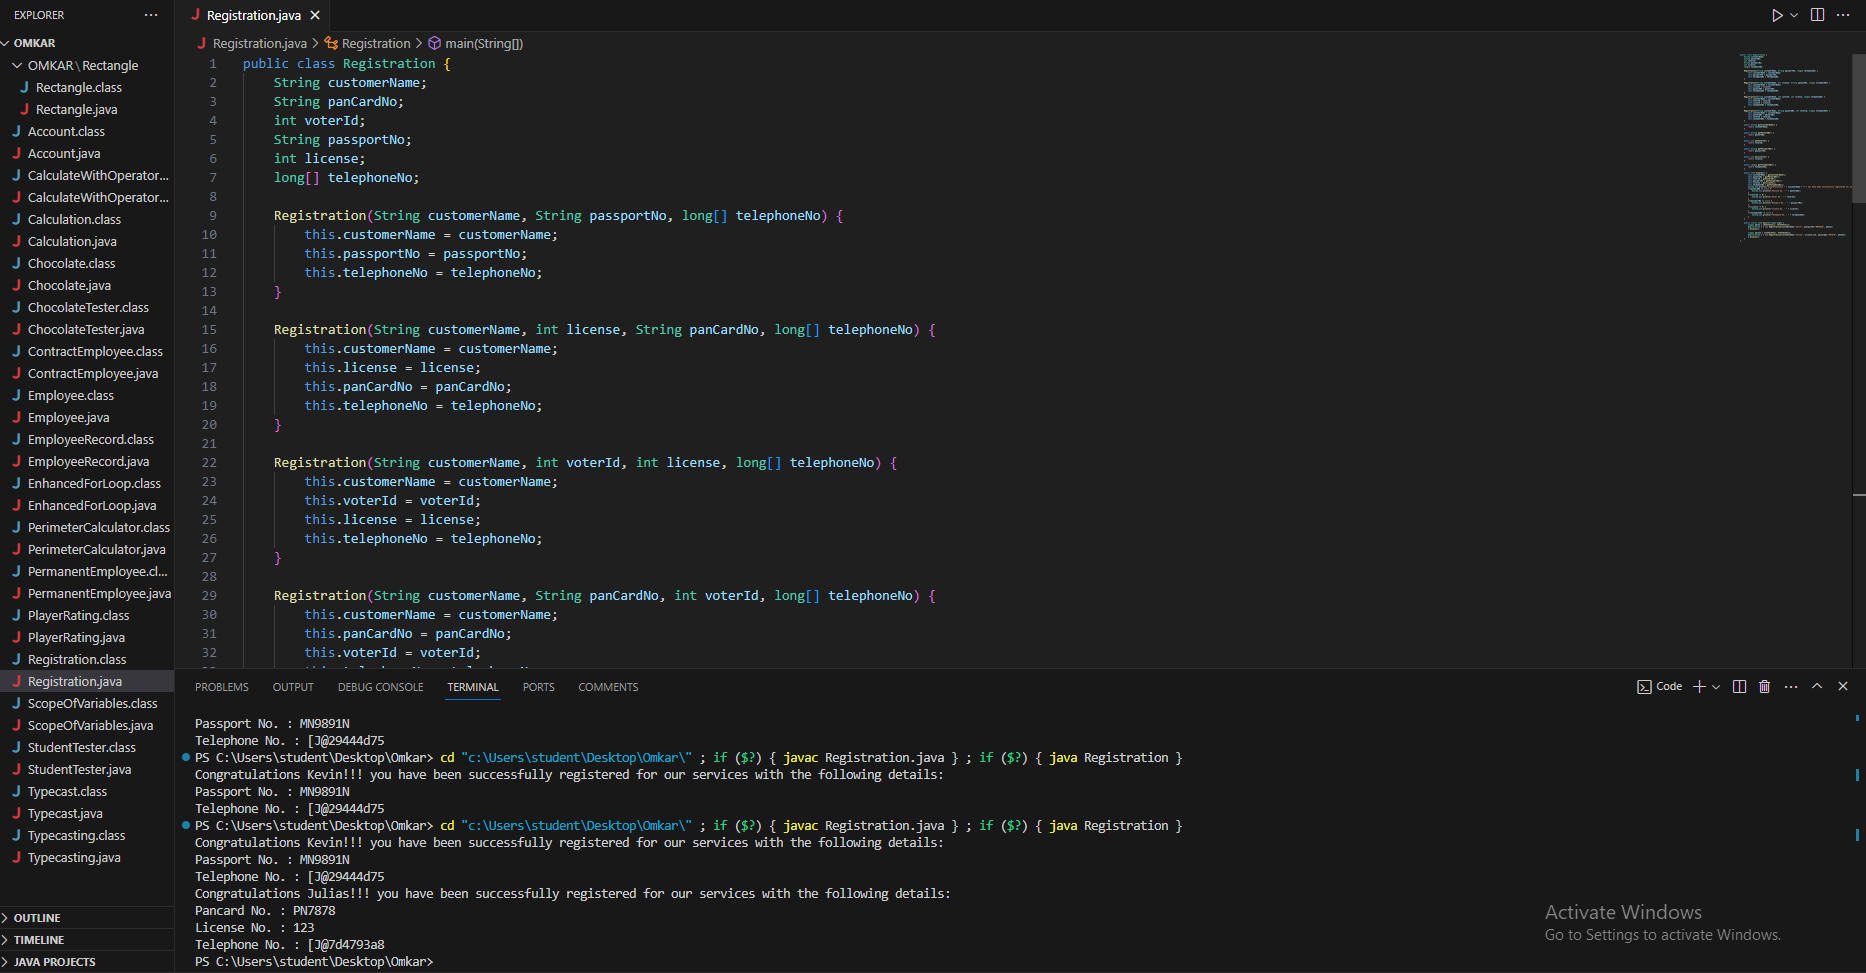 EXPLORER
OMKAR
OMKAR\Rectangle
Rectangle.class
Rectangle.java
Account.class
Account.java
CalculateWithOperator...
CalculateWithOperator...
Calculation.class
Calculation.java
Chocolate.class
Chocolate.java
ChocolateTester.class
ChocolateTester.java
ContractEmployee.class
ContractEmployee.java
Employee.class
Employee.java
EmployeeRecord.class
EmployeeRecord.java
EnhancedForLoop.class
EnhancedForLoop.java
PerimeterCalculator.class
PerimeterCalculator.java
PermanentEmployee.cl...
PermanentEmployee.java
PlayerRating.class
PlayerRating.java
Registration.class
Registration.java
ScopeOfVariables.class
ScopeOfVariables.java
StudentTester.class
StudentTester.java
Typecast.class
Typecast.java
Typecasting.class
Typecasting.java
OUTLINE
TIMELINE
JAVA PROJECTS
Registration.java
Registration.java > Registration > main(String[])
1 public class Registration {
2 String customerName;
3 String panCardNo;
4 int voterId;
5 String passportNo;
6 int license;
7 long[] telephoneNo;
8
9 Registration(String customerName, String passportNo, long[] telephoneNo) {
10 this.customerName = customerName;
11 this.passportNo = passportNo;
12 this.telephoneNo = telephoneNo;
13 }
14
15 Registration(String customerName, int license, String panCardNo, long[] telephoneNo) {
16 this.customerName = customerName;
17 this.license = license;
18 this.panCardNo = panCardNo;
19 this.telephoneNo = telephoneNo;
20 }
21
22 Registration(String customerName, int voterId, int license, long[] telephoneNo) {
23 this.customerName = customerName;
24 this.voterId = voterId;
25 this.license = license;
26 this.telephoneNo = telephoneNo;
27 }
28
29 Registration(String customerName, String panCardNo, int voterId, long[] telephoneNo) {
30 this.customerName = customerName;
31 this.panCardNo = panCardNo;
32 this.voterId = voterId;
PROBLEMS OUTPUT DEBUG CONSOLE TERMINAL PORTS COMMENTS
Code
Passport No. : MN9891N
Telephone No. : [J@29444d75
PS C:\Users\student\Desktop\Omkar> cd "c:\Users\student\Desktop\Omkar\" ; if ($?) { javac Registration.java } ; if ($?) { java Registration }
Congratulations Kevin!!! you have been successfully registered for our services with the following details:
Passport No. : MN9891N
Telephone No. : [J@29444d75
PS C:\Users\student\Desktop\Omkar> cd "c:\Users\student\Desktop\Omkar\" ; if ($?) { javac Registration.java } ; if ($?) { java Registration }
Congratulations Kevin!!! you have been successfully registered for our services with the following details:
Passport No. : MN9891N
Telephone No. : [J@29444d75
Congratulations Julias!!! you have been successfully registered for our services with the following details:
Pancard No. : PN7878
License No. : 123
Telephone No. : [J@7d4793a8
PS C:\Users\student\Desktop\Omkar>
Activate Windows
Go to Settings to activate Windows.